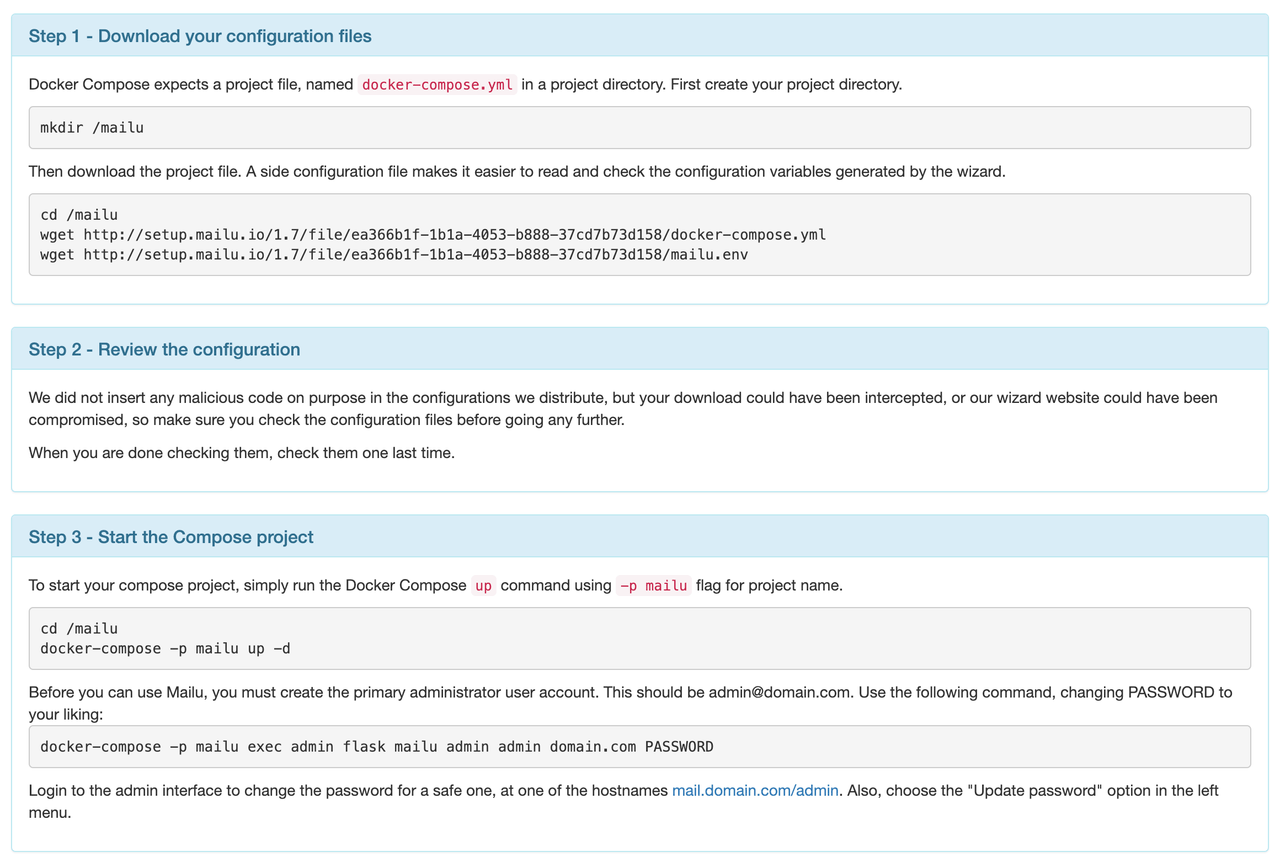 Step 1 - Download your configuration files
Docker Compose expects a project file, named docker-compose.yml in a project directory. First create your project directory.
mkdir /mailu
Then download the project file. A side configuration file makes it easier to read and check the configuration variables generated by the wizard.
cd /mailu
wget http://setup.mailu.io/1.7/file/ea366b1f-1b1a-4053-b888-37cd7b73d158/docker-compose.yml
wget http://setup.mailu.io/1.7/file/ea366b1f-1b1a-4053-b888-37cd7b73d158/mailu.env
Step 2 - Review the configuration
We did not insert any malicious code on purpose in the configurations we distribute, but your download could have been intercepted, or our wizard website could have been
compromised, so make sure you check the configuration files before going any further.
When you are done checking them, check them one last time.
Step 3 - Start the Compose project
To start your compose project, simply run the Docker Compose up command using -p mailu flag for project name.
cd /mailu
docker-compose -p mailu up -d
Before you can use Mailu, you must create the primary administrator user account. This should be admin@domain.com. Use the following command, changing PASSWORD to
your liking:
docker-compose -p mailu exec admin flask mailu admin admin domain.com PASSWORD
Login to the admin interface to change the password for a safe one, at one of the hostnames mail.domain.com/admin. Also, choose the "Update password" option in the left
menu.